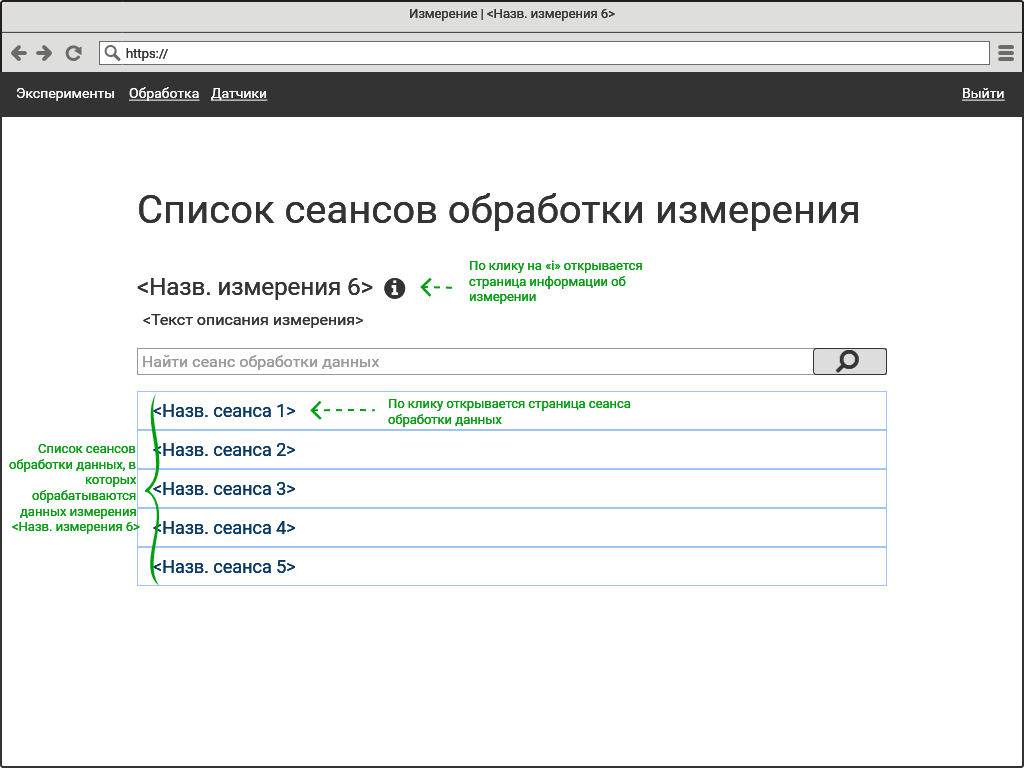 Измерение | <Назв. измерения 6>
https://
Эксперименты Обработка Датчики Выйти
Список сеансов обработки измерения
<Назв. измерения 6>
По клику на «i» открывается
страница информации об
измерении
<Текст описания измерения>
Найти сеанс обработки данных
<Назв. сеанса 1>
По клику открывается страница сеанса
обработки данных
<Назв. сеанса 2>
<Назв. сеанса 3>
<Назв. сеанса 4>
<Назв. сеанса 5>
Список сеансов
обработки данных, в
которых
обрабатываются
данных измерения
<Назв. измерения 6>